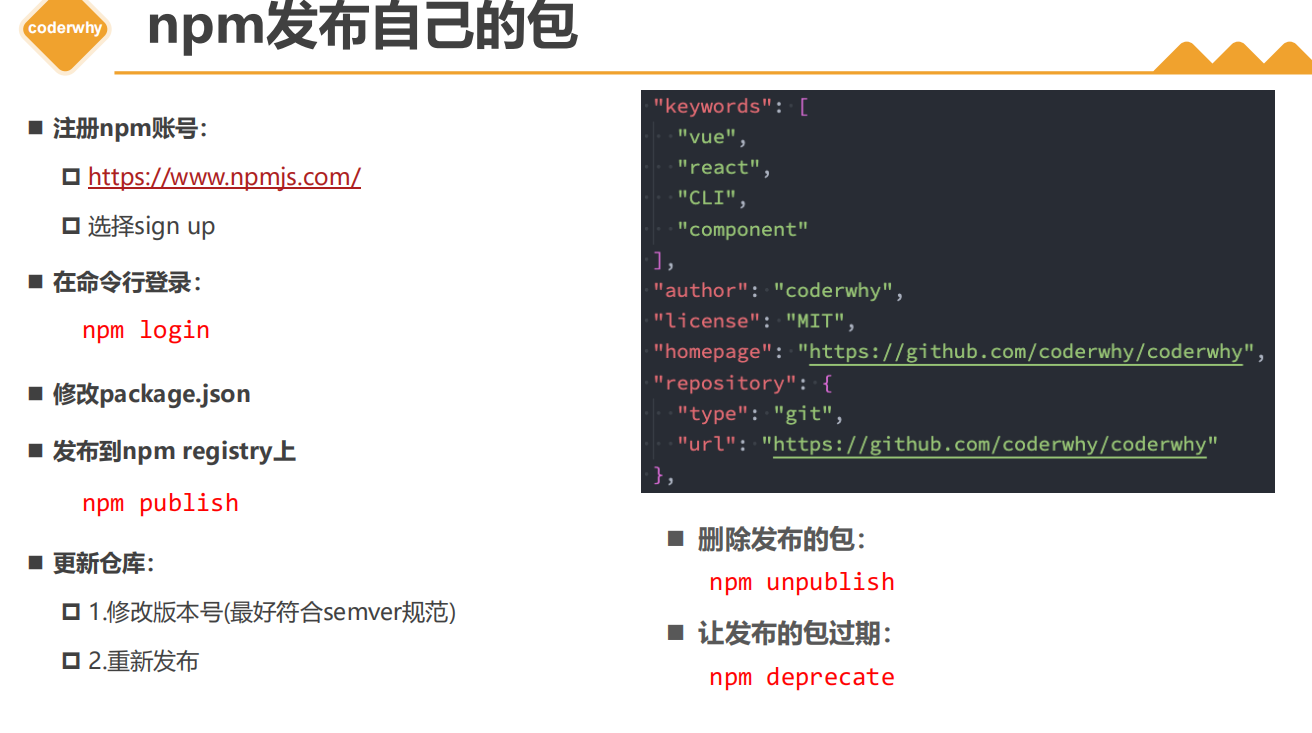 coderwhy
npm发布自己的包
注册npm账号：
https://www.npmjs.com/
选择sign up
在命令行登录：
npm login
修改package.json
发布到npm registry上
npm publish
更新仓库：
1.修改版本号(最好符合semver规范)
2.重新发布
"keywords": [
"vue",
"react",
"CLI",
"component"
],
"author": "coderwhy",
"license": "MIT",
"homepage": "https://github.com/coderwhy/coderwhy",
"repository": {
"type": "git",
"url": "https://github.com/coderwhy/coderwhy"
},
删除发布的包：
npm unpublish
让发布的包过期：
npm deprecate